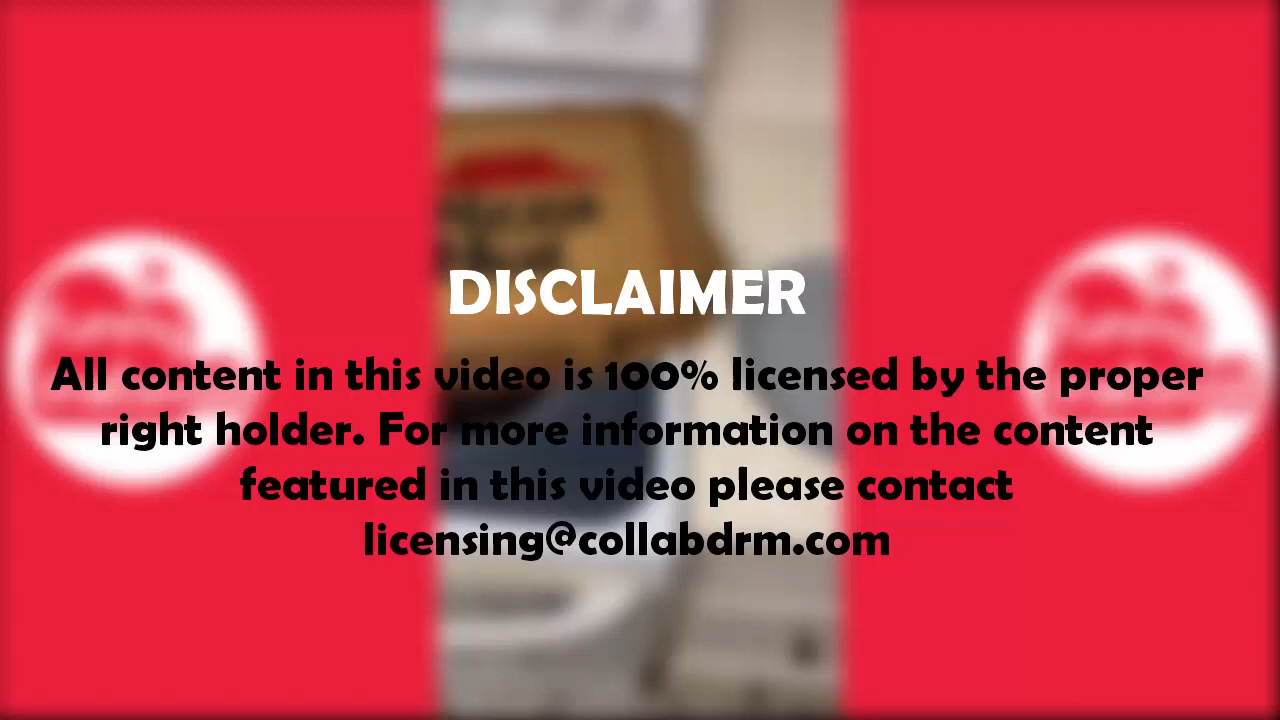 DISCLAIMER
All content in this video is 100% licensed by the proper
right holder. For more information on the content
featured in this video please contact
licensing@collabdrm.com